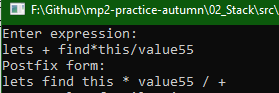 F:\Github\mp2-practice-autumn\02_Stack\src\
Enter expression:
lets + find*this/value55
Postfix form:
lets find this * value55 / +